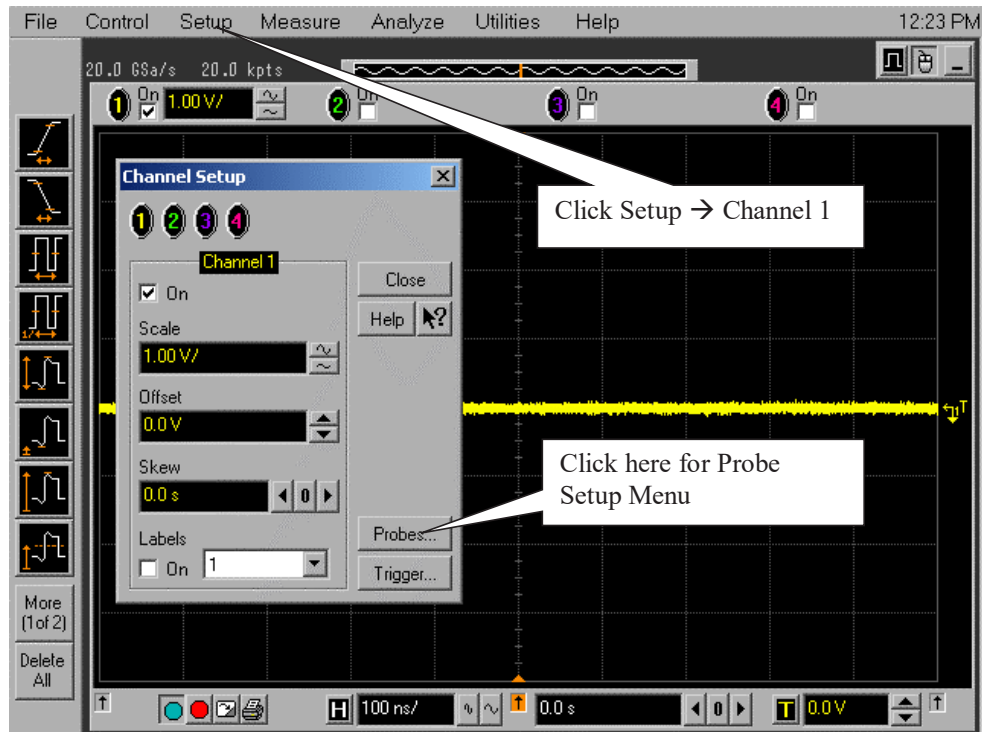 File Control Setup Measure Analyze Utilities Help 12:23 PM
20.0 GSa/s 20.0 kpts
1 On 1.00 V/ 2 On 3 On 4 On
Channel Setup
Click Setup → Channel 1
1 2 3 4
Channel 1
On
Close
Help ?
Scale
1.00 V/
Offset
0.0 V
Skew
0.0 s 0
Click here for Probe
Setup Menu
Labels
On 1
Probes...
Trigger...
More
(1 of 2)
Delete
All
H 100 ns/ 0.0 s 0 T 0.0 V